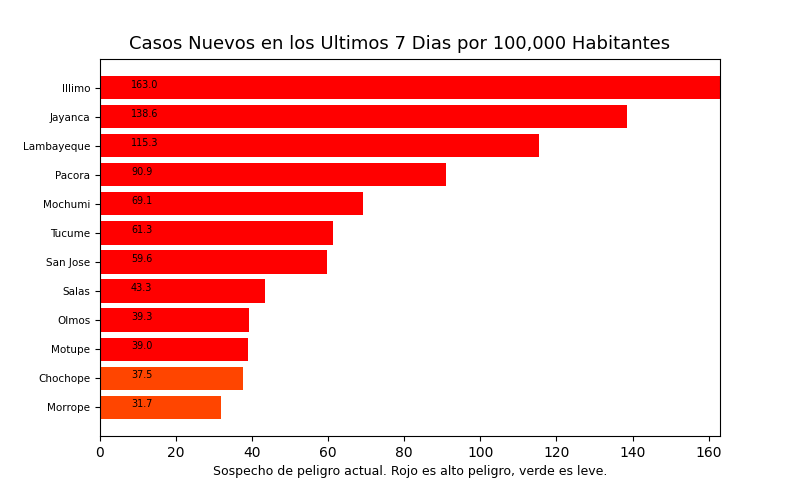 Casos Nuevos en los Ultimos 7 Dias por 100,000 Habitantes
Illimo 163.0
Jayanca 138.6
Lambayeque 115.3
Pacora 90.9
Mochumi 69.1
Tucume 61.3
San Jose 59.6
Salas 43.3
Olmos 39.3
Motupe 39.0
Chochope 37.5
Morrope 31.7
0 20 40 60 80 100 120 140 160
Sospecho de peligro actual. Rojo es alto peligro, verde es leve.